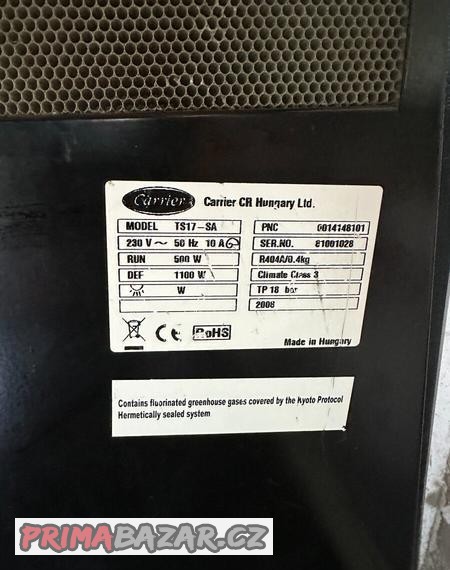 Carrier Carrier CR Hungary Ltd.
MODEL TS17-SA PNC 0014148101
230 V ~ 50 Hz 10 A SER.NO. 81001028
RUN 500 W R404A/0.4kg
DEF 1100 W Climate Class 3
W TP 18 bar
2008
CE RoHS Made in Hungary
Contains fluorinated greenhouse gases covered by the Kyoto Protocol
Hermetically sealed system
PRIMABAZAR.CZ